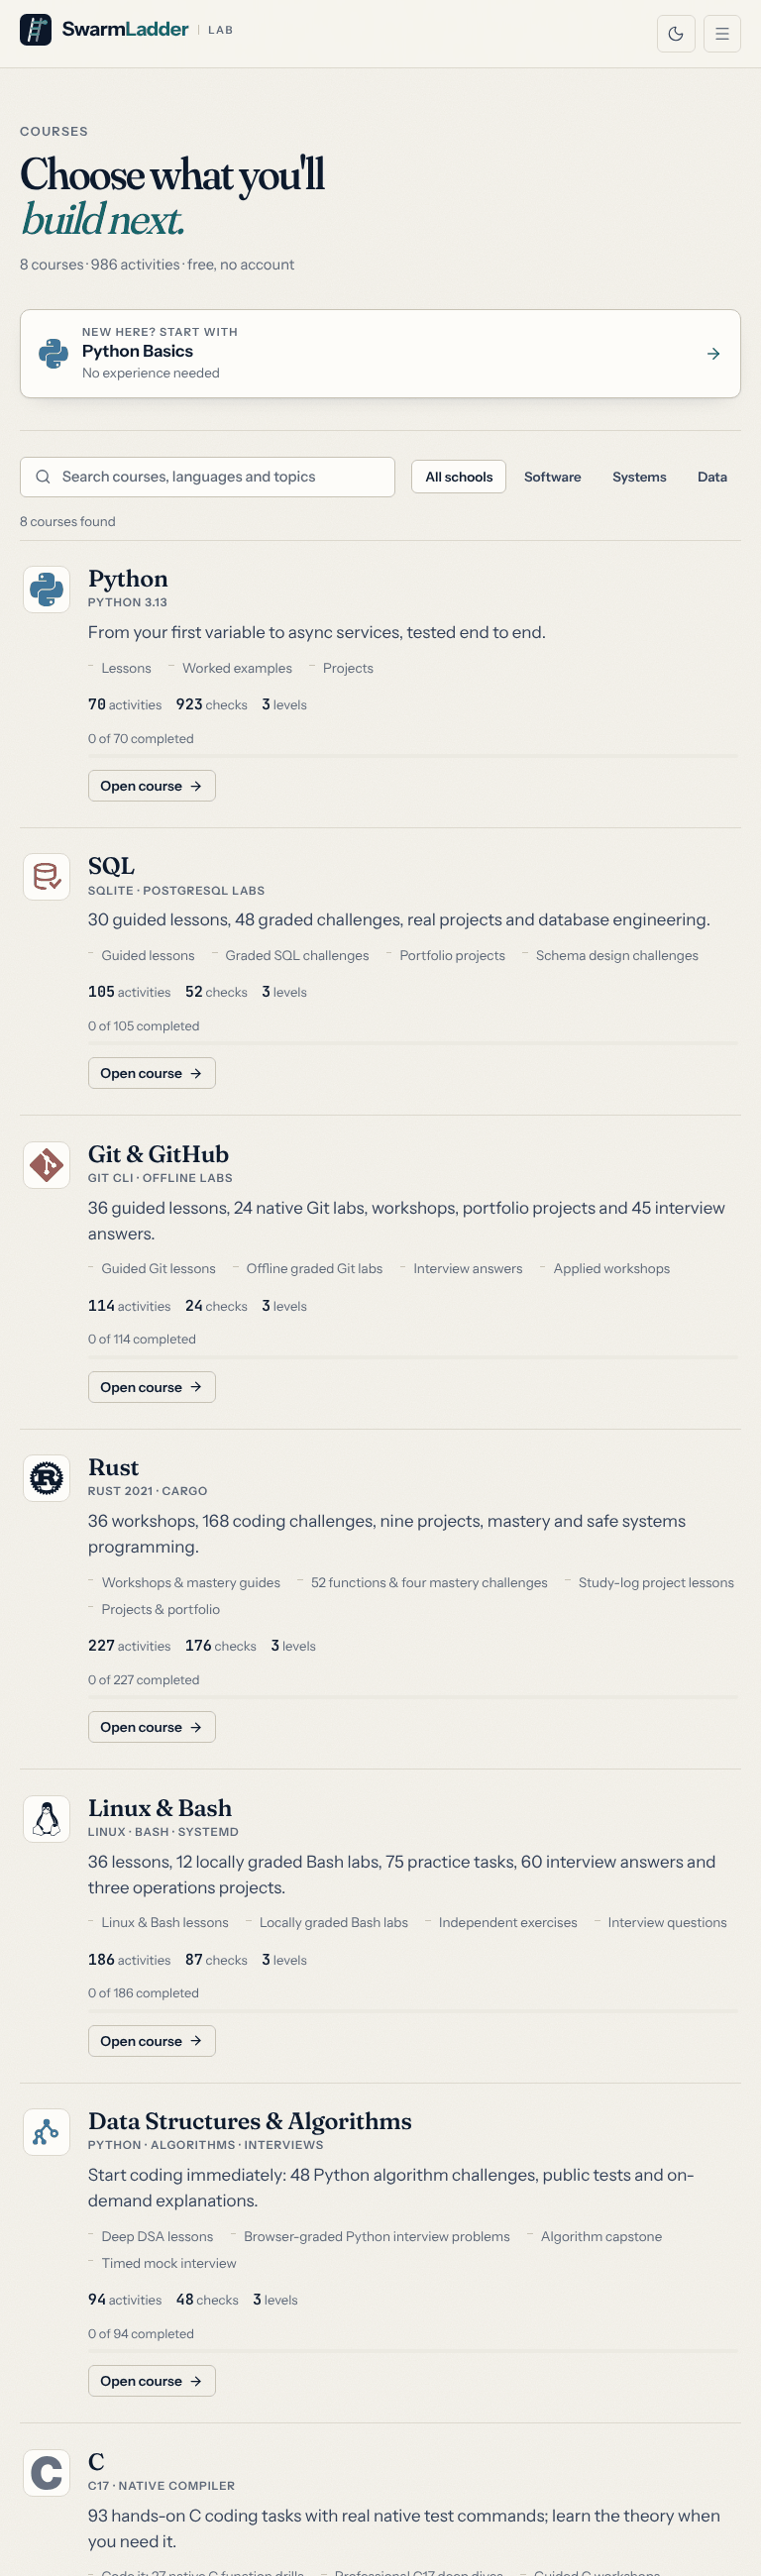 SwarmLadder | LAB
COURSES
Choose what you'll
build next.
8 courses · 986 activities · free, no account
NEW HERE? START WITH
Python Basics
No experience needed
Search courses, languages and topics
All schools Software Systems Data
8 courses found
Python
PYTHON 3.13
From your first variable to async services, tested end to end.
– Lessons – Worked examples – Projects
70 activities 923 checks 3 levels
0 of 70 completed
Open course →
SQL
SQLITE · POSTGRESQL LABS
30 guided lessons, 48 graded challenges, real projects and database engineering.
– Guided lessons – Graded SQL challenges – Portfolio projects – Schema design challenges
105 activities 52 checks 3 levels
0 of 105 completed
Open course →
Git & GitHub
GIT CLI · OFFLINE LABS
36 guided lessons, 24 native Git labs, workshops, portfolio projects and 45 interview
answers.
– Guided Git lessons – Offline graded Git labs – Interview answers – Applied workshops
114 activities 24 checks 3 levels
0 of 114 completed
Open course →
Rust
RUST 2021 · CARGO
36 workshops, 168 coding challenges, nine projects, mastery and safe systems
programming.
– Workshops & mastery guides – 52 functions & four mastery challenges – Study-log project lessons
– Projects & portfolio
227 activities 176 checks 3 levels
0 of 227 completed
Open course →
Linux & Bash
LINUX · BASH · SYSTEMD
36 lessons, 12 locally graded Bash labs, 75 practice tasks, 60 interview answers and
three operations projects.
– Linux & Bash lessons – Locally graded Bash labs – Independent exercises – Interview questions
186 activities 87 checks 3 levels
0 of 186 completed
Open course →
Data Structures & Algorithms
PYTHON · ALGORITHMS · INTERVIEWS
Start coding immediately: 48 Python algorithm challenges, public tests and on-
demand explanations.
– Deep DSA lessons – Browser-graded Python interview problems – Algorithm capstone
– Timed mock interview
94 activities 48 checks 3 levels
0 of 94 completed
Open course →
C
C
C17 · NATIVE COMPILER
93 hands-on C coding tasks with real native test commands; learn the theory when
you need it.
– Code it: 27 native C function drills – Professional C17 deep dives – Guided C workshops